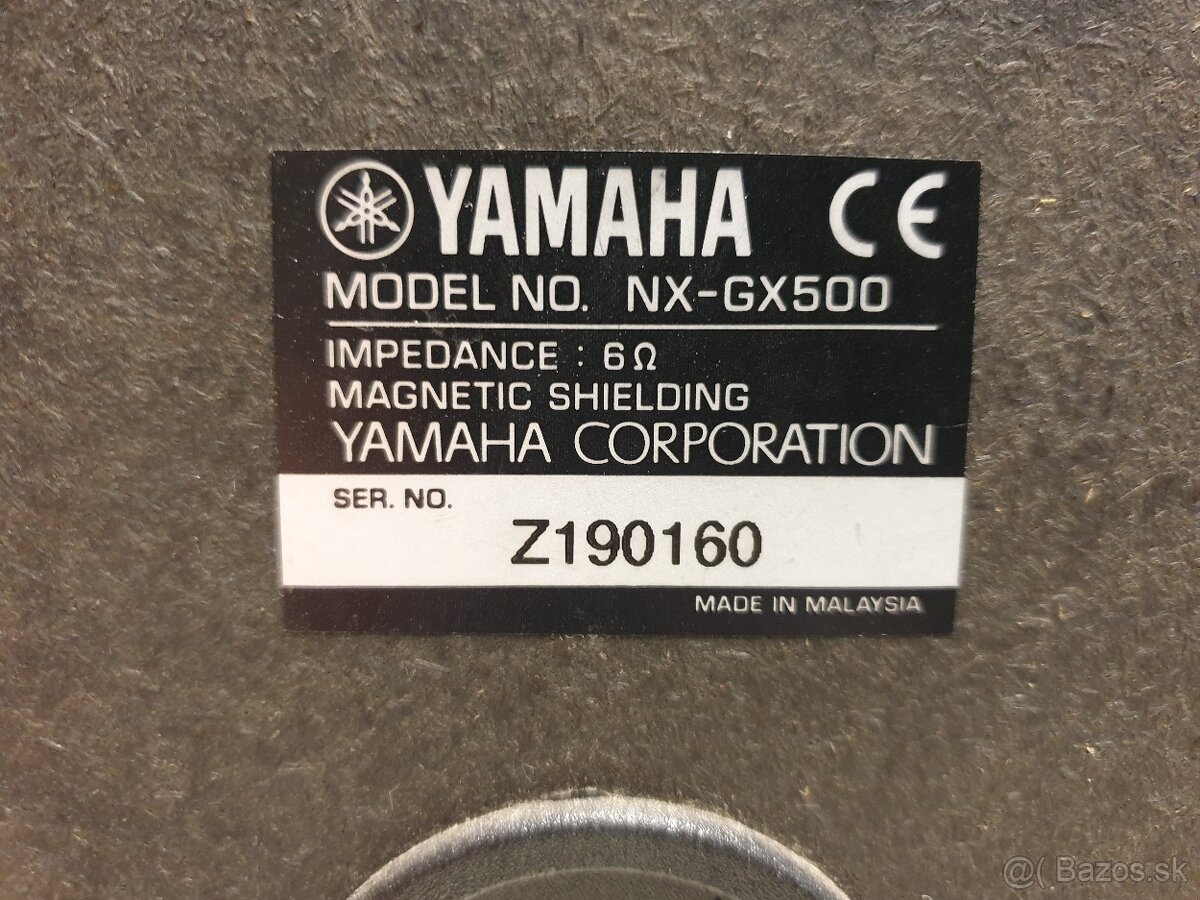 YAMAHA CE
MODEL NO. NX-GX500
IMPEDANCE : 6Ω
MAGNETIC SHIELDING
YAMAHA CORPORATION
SER. NO.
Z190160
MADE IN MALAYSIA
@( Bazos.sk